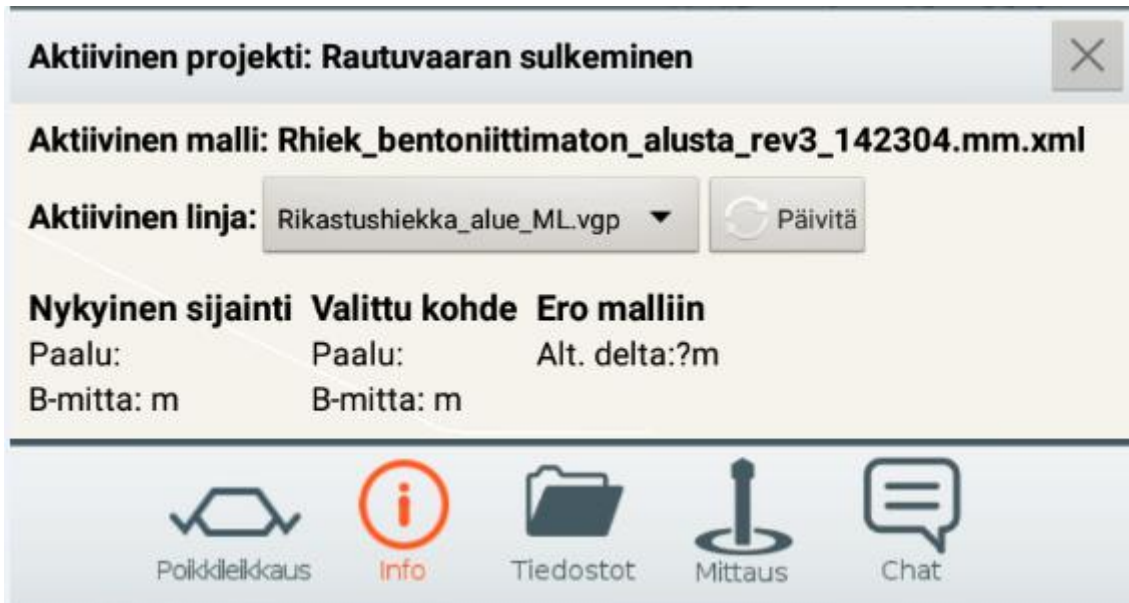 Aktiivinen projekti: Rautuvaaran sulkeminen
Aktiivinen malli: Rhiek_bentoniittimaton_alusta_rev3_142304.mm.xml
Aktiivinen linja: Rikastushiekka_alue_ML.vgp Päivitä
Nykyinen sijainti Valittu kohde Ero malliin
Paalu: Paalu: Alt. delta:?m
B-mitta: m B-mitta: m
Poikkileikkaus Info Tiedostot Mittaus Chat